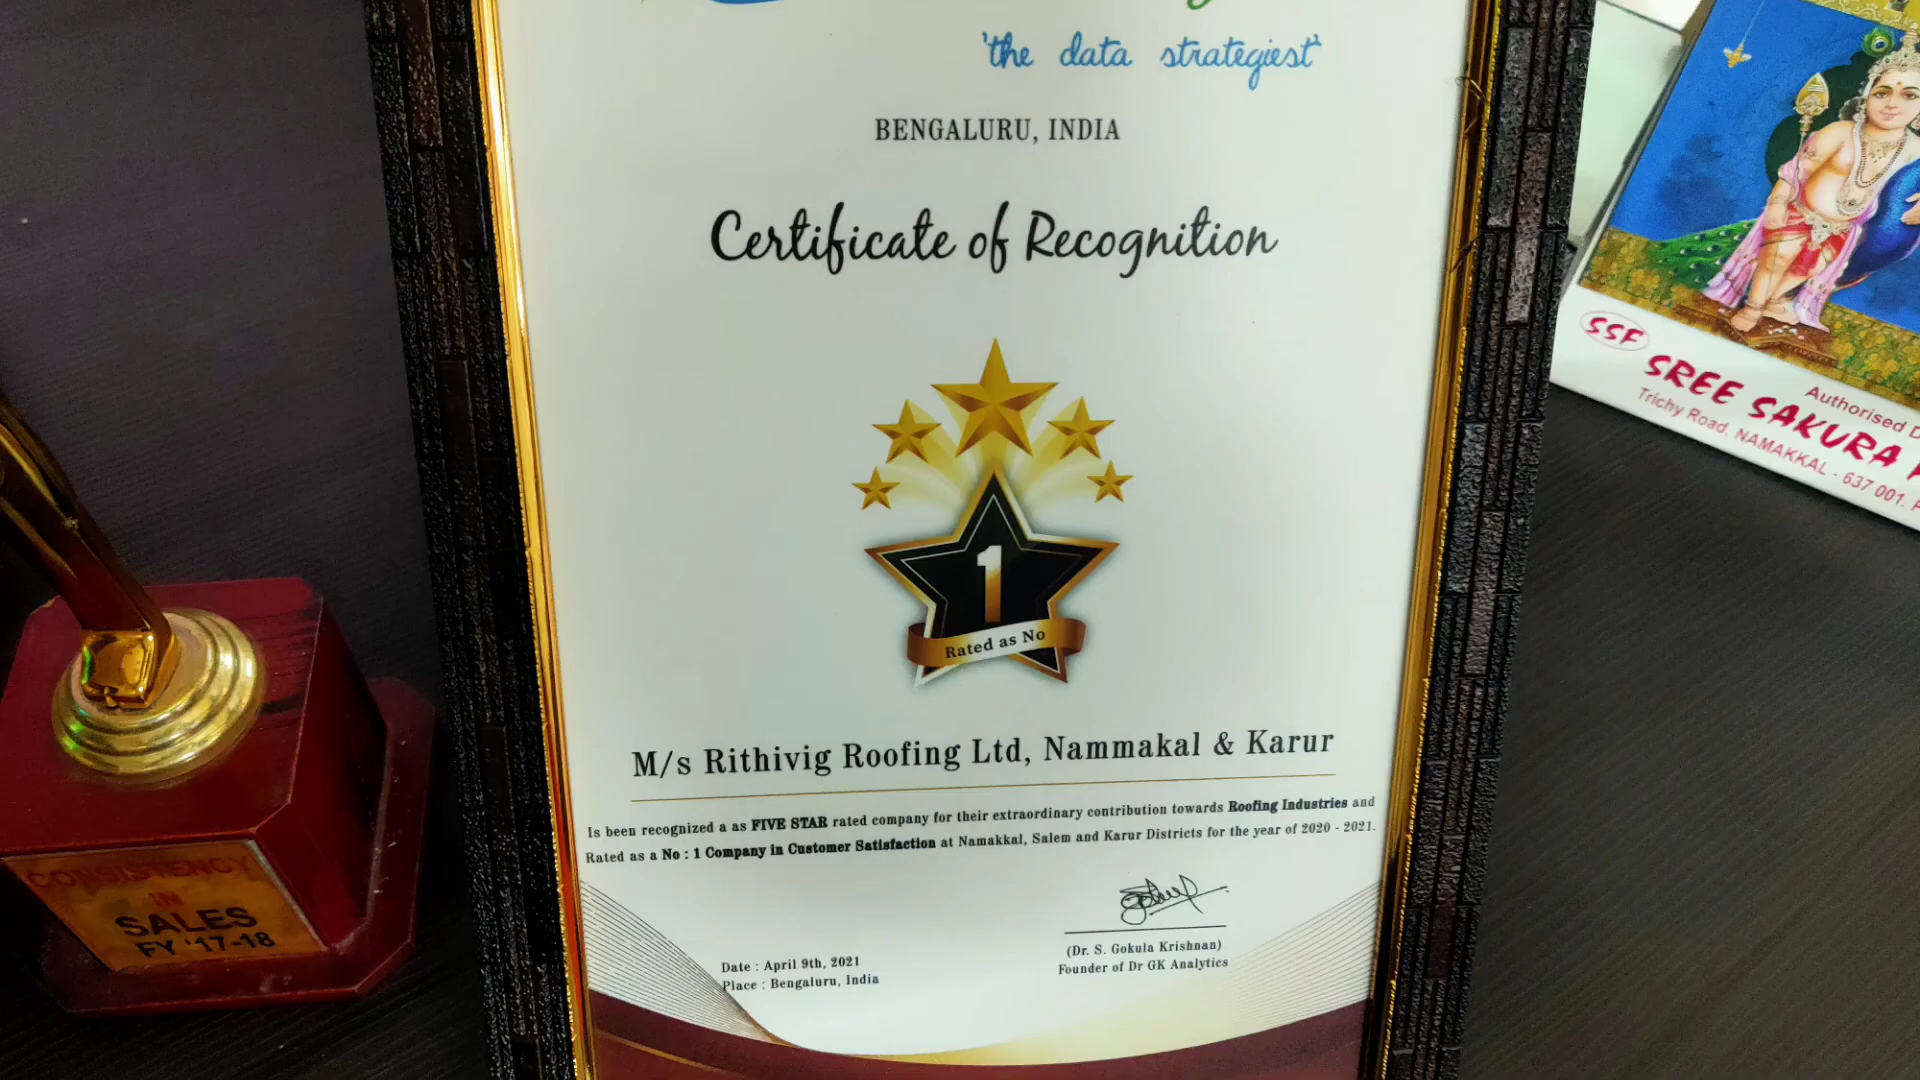 'the data strategiest'
BENGALURU, INDIA
Certificate of Recognition
1
Rated as No
M/s Rithivig Roofing Ltd, Nammakal & Karur
Is been recognized a as FIVE STAR rated company for their extraordinary contribution towards Roofing Industries and
Rated as a No : 1 Company in Customer Satisfaction at Namakkal, Salem and Karur Districts for the year of 2020 - 2021.
Date : April 9th, 2021
Place : Bengaluru, India
(Dr. S. Gokula Krishnan)
Founder of Dr GK Analytics
CONSISTENCY
IN
SALES
FY '17-18
SSF
Authorised
SREE SAKURA
Trichy Road, NAMAKKAL - 637 001.